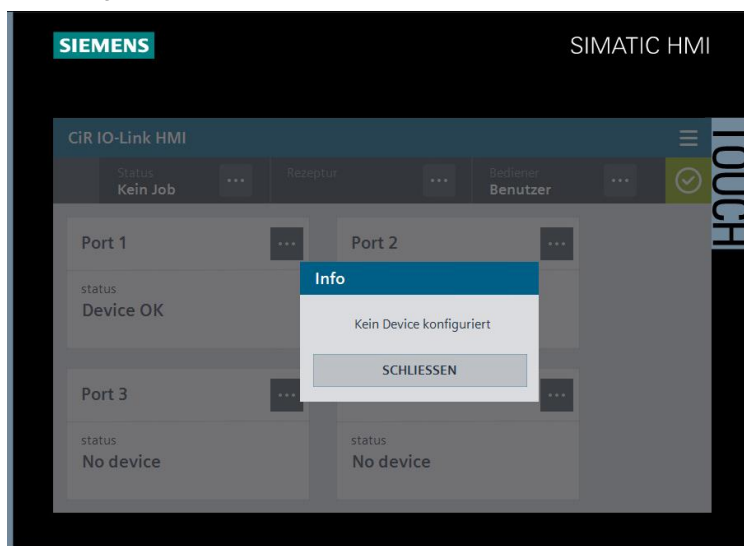 SIEMENS
SIMATIC HMI
TOUCH
CiR IO-Link HMI
Status
Kein Job
...
Rezeptur
...
Bediener
Benutzer
...
Port 1
...
Port 2
...
status
Device OK
Info
Kein Device konfiguriert
SCHLIESSEN
Port 3
...
...
status
No device
status
No device